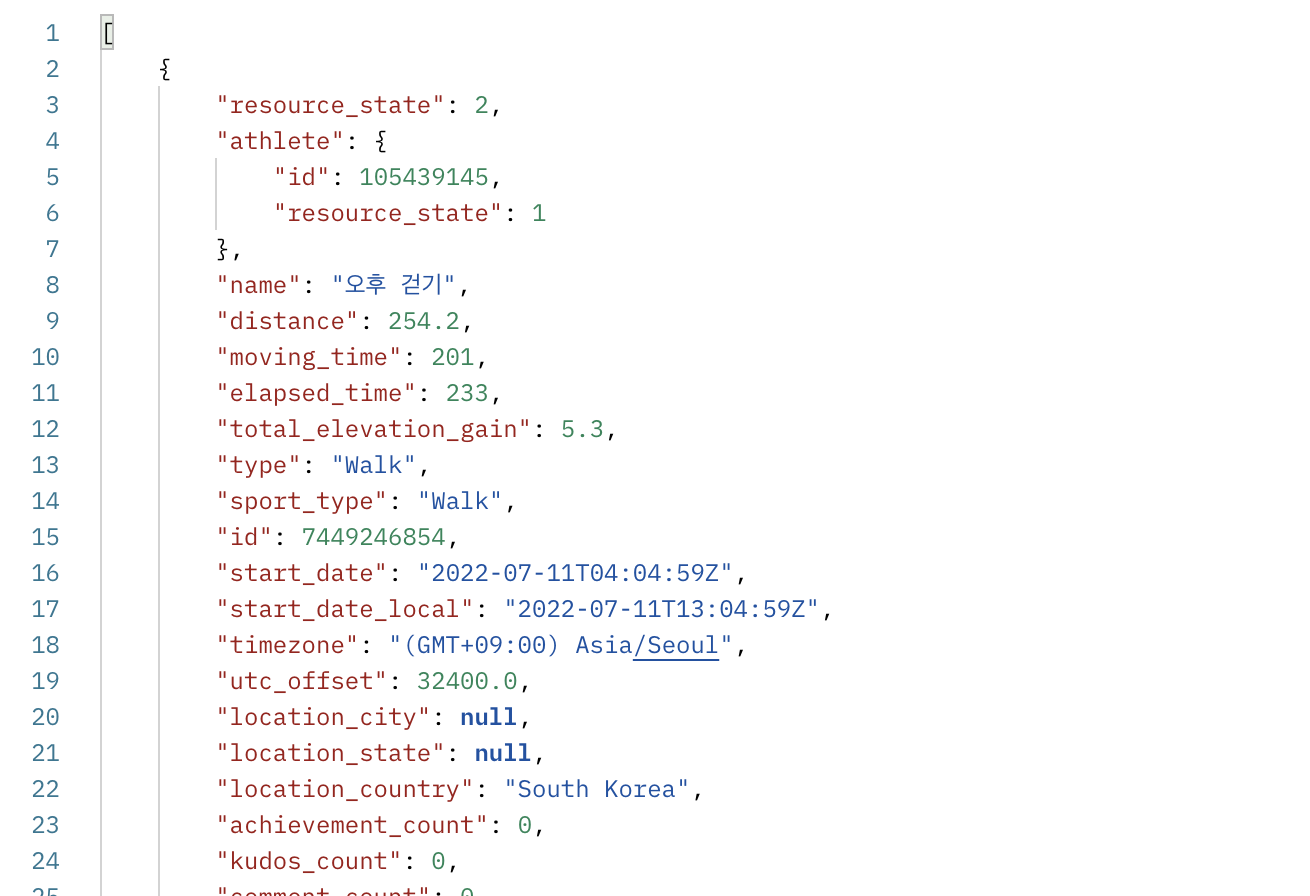 1 [
2 {
3 "resource_state": 2,
4 "athlete": {
5 "id": 105439145,
6 "resource_state": 1
7 },
8 "name": "오후 걷기",
9 "distance": 254.2,
10 "moving_time": 201,
11 "elapsed_time": 233,
12 "total_elevation_gain": 5.3,
13 "type": "Walk",
14 "sport_type": "Walk",
15 "id": 7449246854,
16 "start_date": "2022-07-11T04:04:59Z",
17 "start_date_local": "2022-07-11T13:04:59Z",
18 "timezone": "(GMT+09:00) Asia/Seoul",
19 "utc_offset": 32400.0,
20 "location_city": null,
21 "location_state": null,
22 "location_country": "South Korea",
23 "achievement_count": 0,
24 "kudos_count": 0,
25 "comment_count": 0